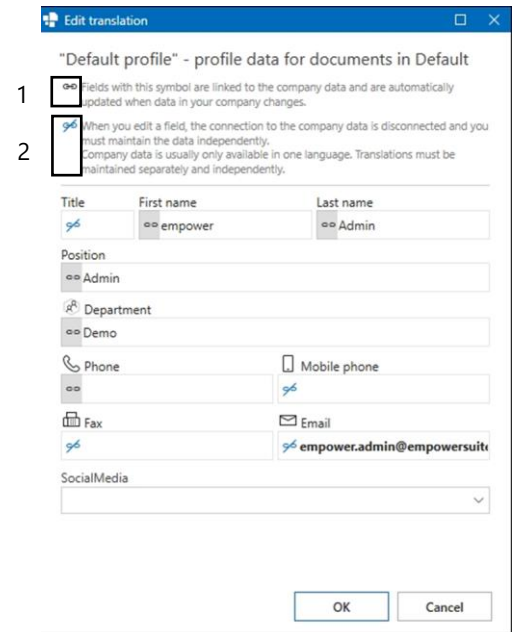 Edit translation
"Default profile" - profile data for documents in Default
1
Fields with this symbol are linked to the company data and are automatically
updated when data in your company changes.
2
When you edit a field, the connection to the company data is disconnected and you
must maintain the data independently.
Company data is usually only available in one language. Translations must be
maintained separately and independently.
Title First name Last name
empower Admin
Position
Admin
Department
Demo
Phone Mobile phone
Fax Email
empower.admin@empowersuite
SocialMedia
OK Cancel